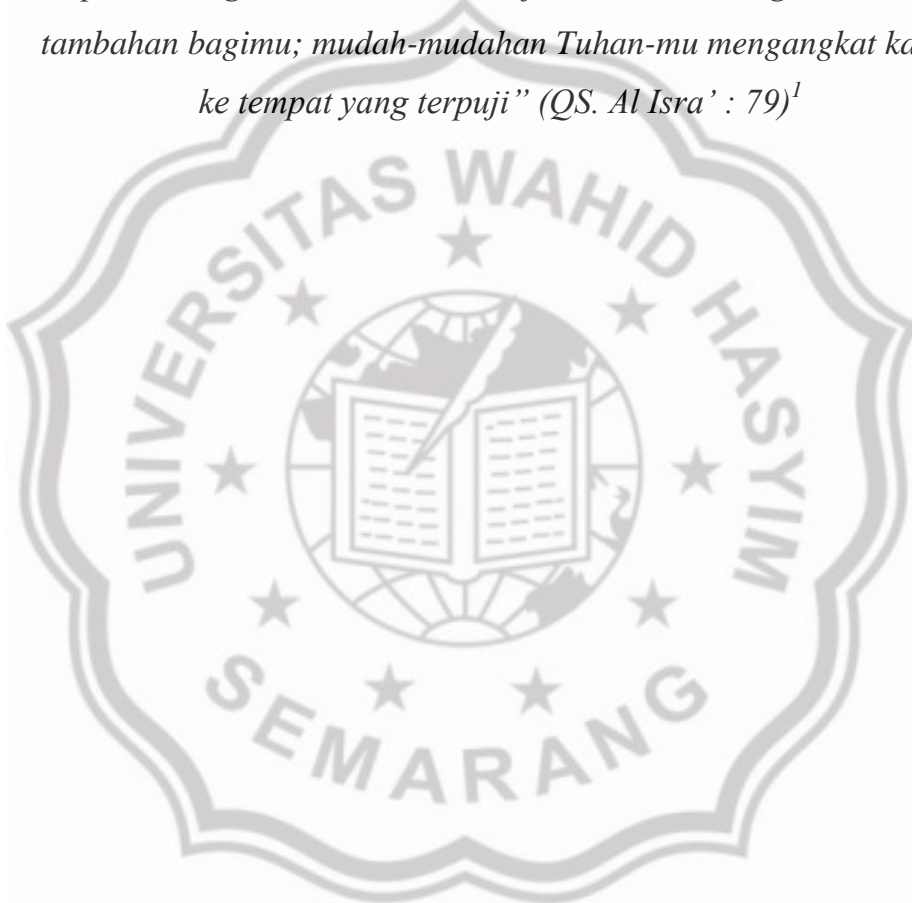 tambahan bagimu; mudah-mudahan Tuhan-mu mengangkat
ke tempat yang terpuji” (QS. Al Isra’ : 79)1
UNIVERSITAS WAHID HASYIM
SEMARANG